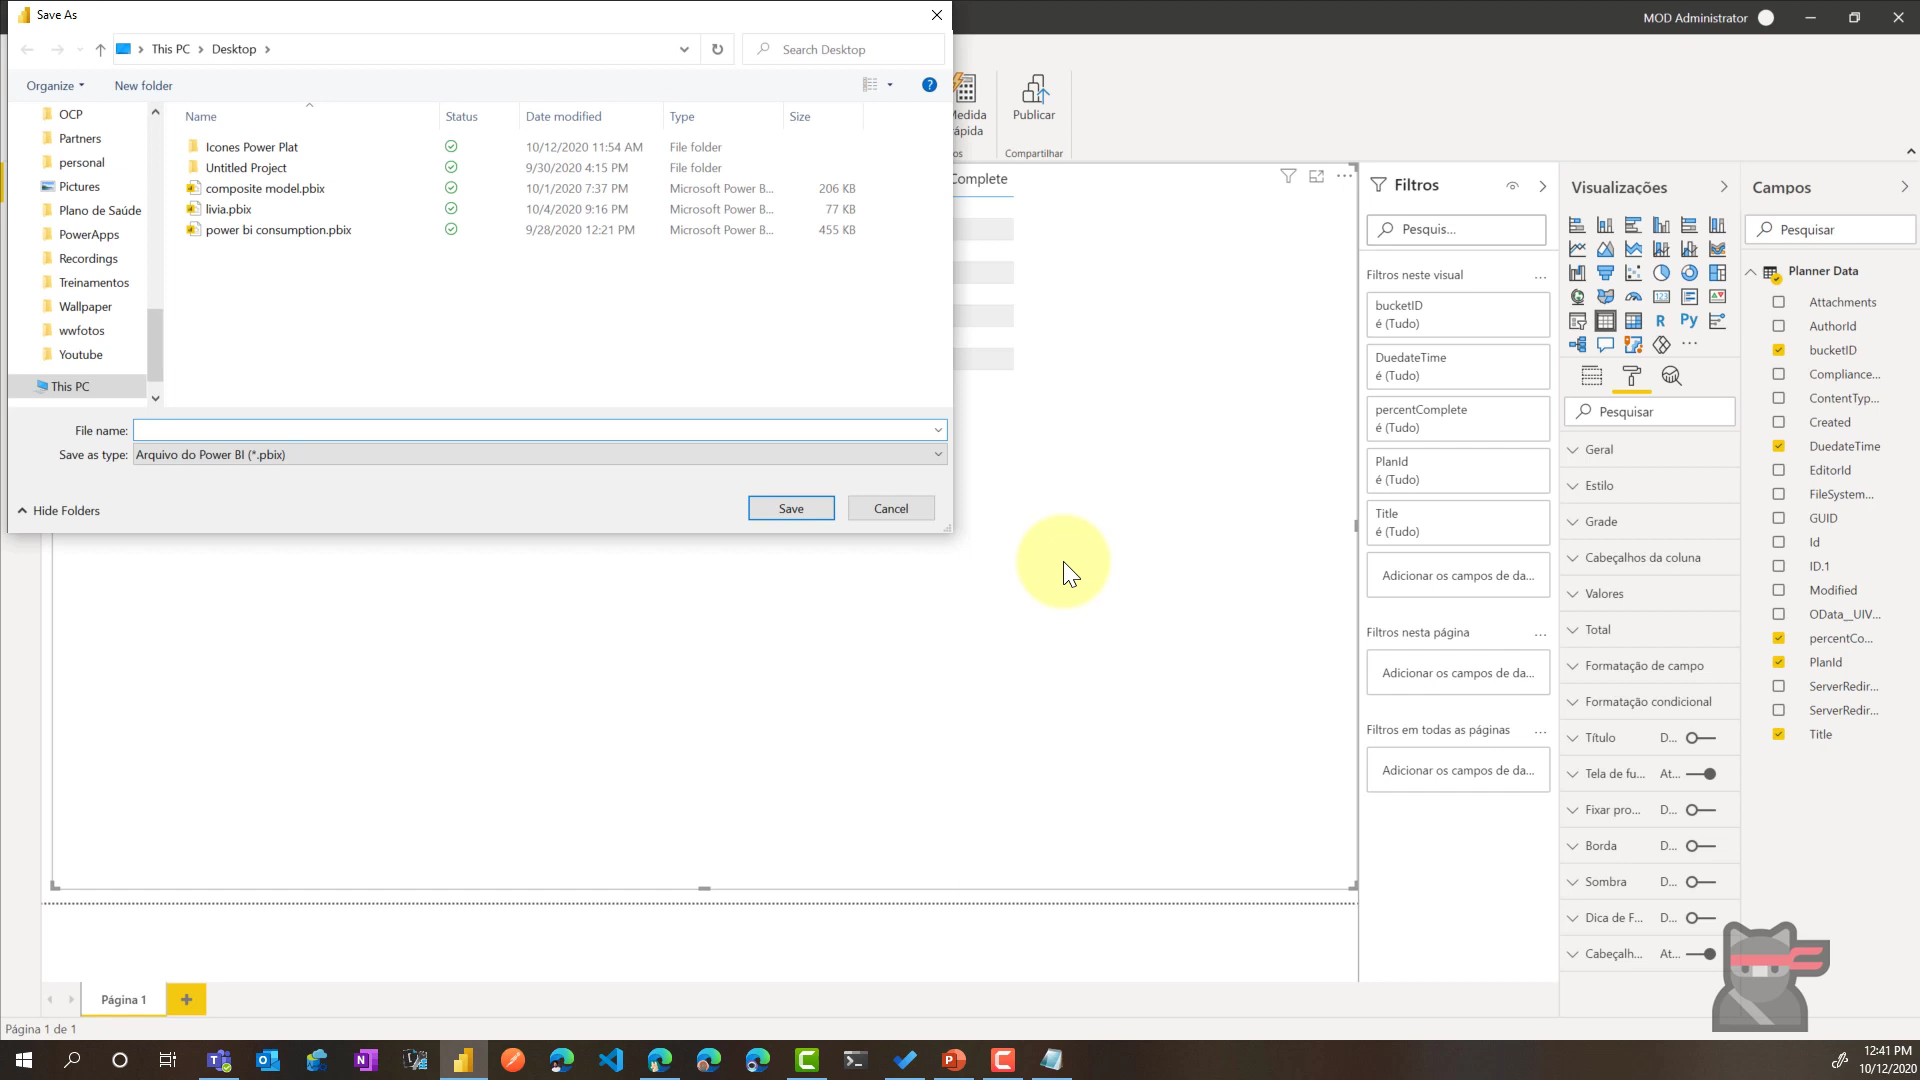 Save As
MOD Administrator
This PC
Desktop
Search Desktop
Organize
New folder
OCP
Partners
personal
Pictures
Plano de Saúde
PowerApps
Recordings
Treinamentos
Wallpaper
wwfotos
Youtube
This PC
Name Status Date modified Type Size
Icones Power Plat 10/12/2020 11:54 AM File folder
Untitled Project 9/30/2020 4:15 PM File folder
composite model.pbix 10/1/2020 7:37 PM Microsoft Power B... 206 KB
livia.pbix 10/4/2020 9:16 PM Microsoft Power B... 77 KB
power bi consumption.pbix 9/28/2020 12:21 PM Microsoft Power B... 455 KB
File name:
Save as type: Arquivo do Power BI (*.pbix)
Hide Folders
Save
Cancel
Publicar
Compartilhar
Complete
Filtros
Pesquis...
Filtros neste visual ...
bucketID
é (Tudo)
DuedateTime
é (Tudo)
percentComplete
é (Tudo)
PlanId
é (Tudo)
Title
é (Tudo)
Adicionar os campos de da...
Filtros nesta página ...
Adicionar os campos de da...
Filtros em todas as páginas ...
Adicionar os campos de da...
Visualizações
R Py
...
Pesquisar
Geral
Estilo
Grade
Cabeçalhos da coluna
Valores
Total
Formatação de campo
Formatação condicional
Título D...
Tela de fu... At...
Fixar pro... D...
Borda D...
Sombra D...
Dica de F... D...
Cabeçalh... At...
Campos
Pesquisar
Planner Data
Attachments
AuthorId
bucketID
Compliance...
ContentTyp...
Created
DuedateTime
EditorId
FileSystem...
GUID
Id
ID.1
Modified
OData__UIV...
percentCo...
PlanId
ServerRedir...
ServerRedir...
Title
Página 1
Página 1 de 1
12:41 PM
10/12/2020